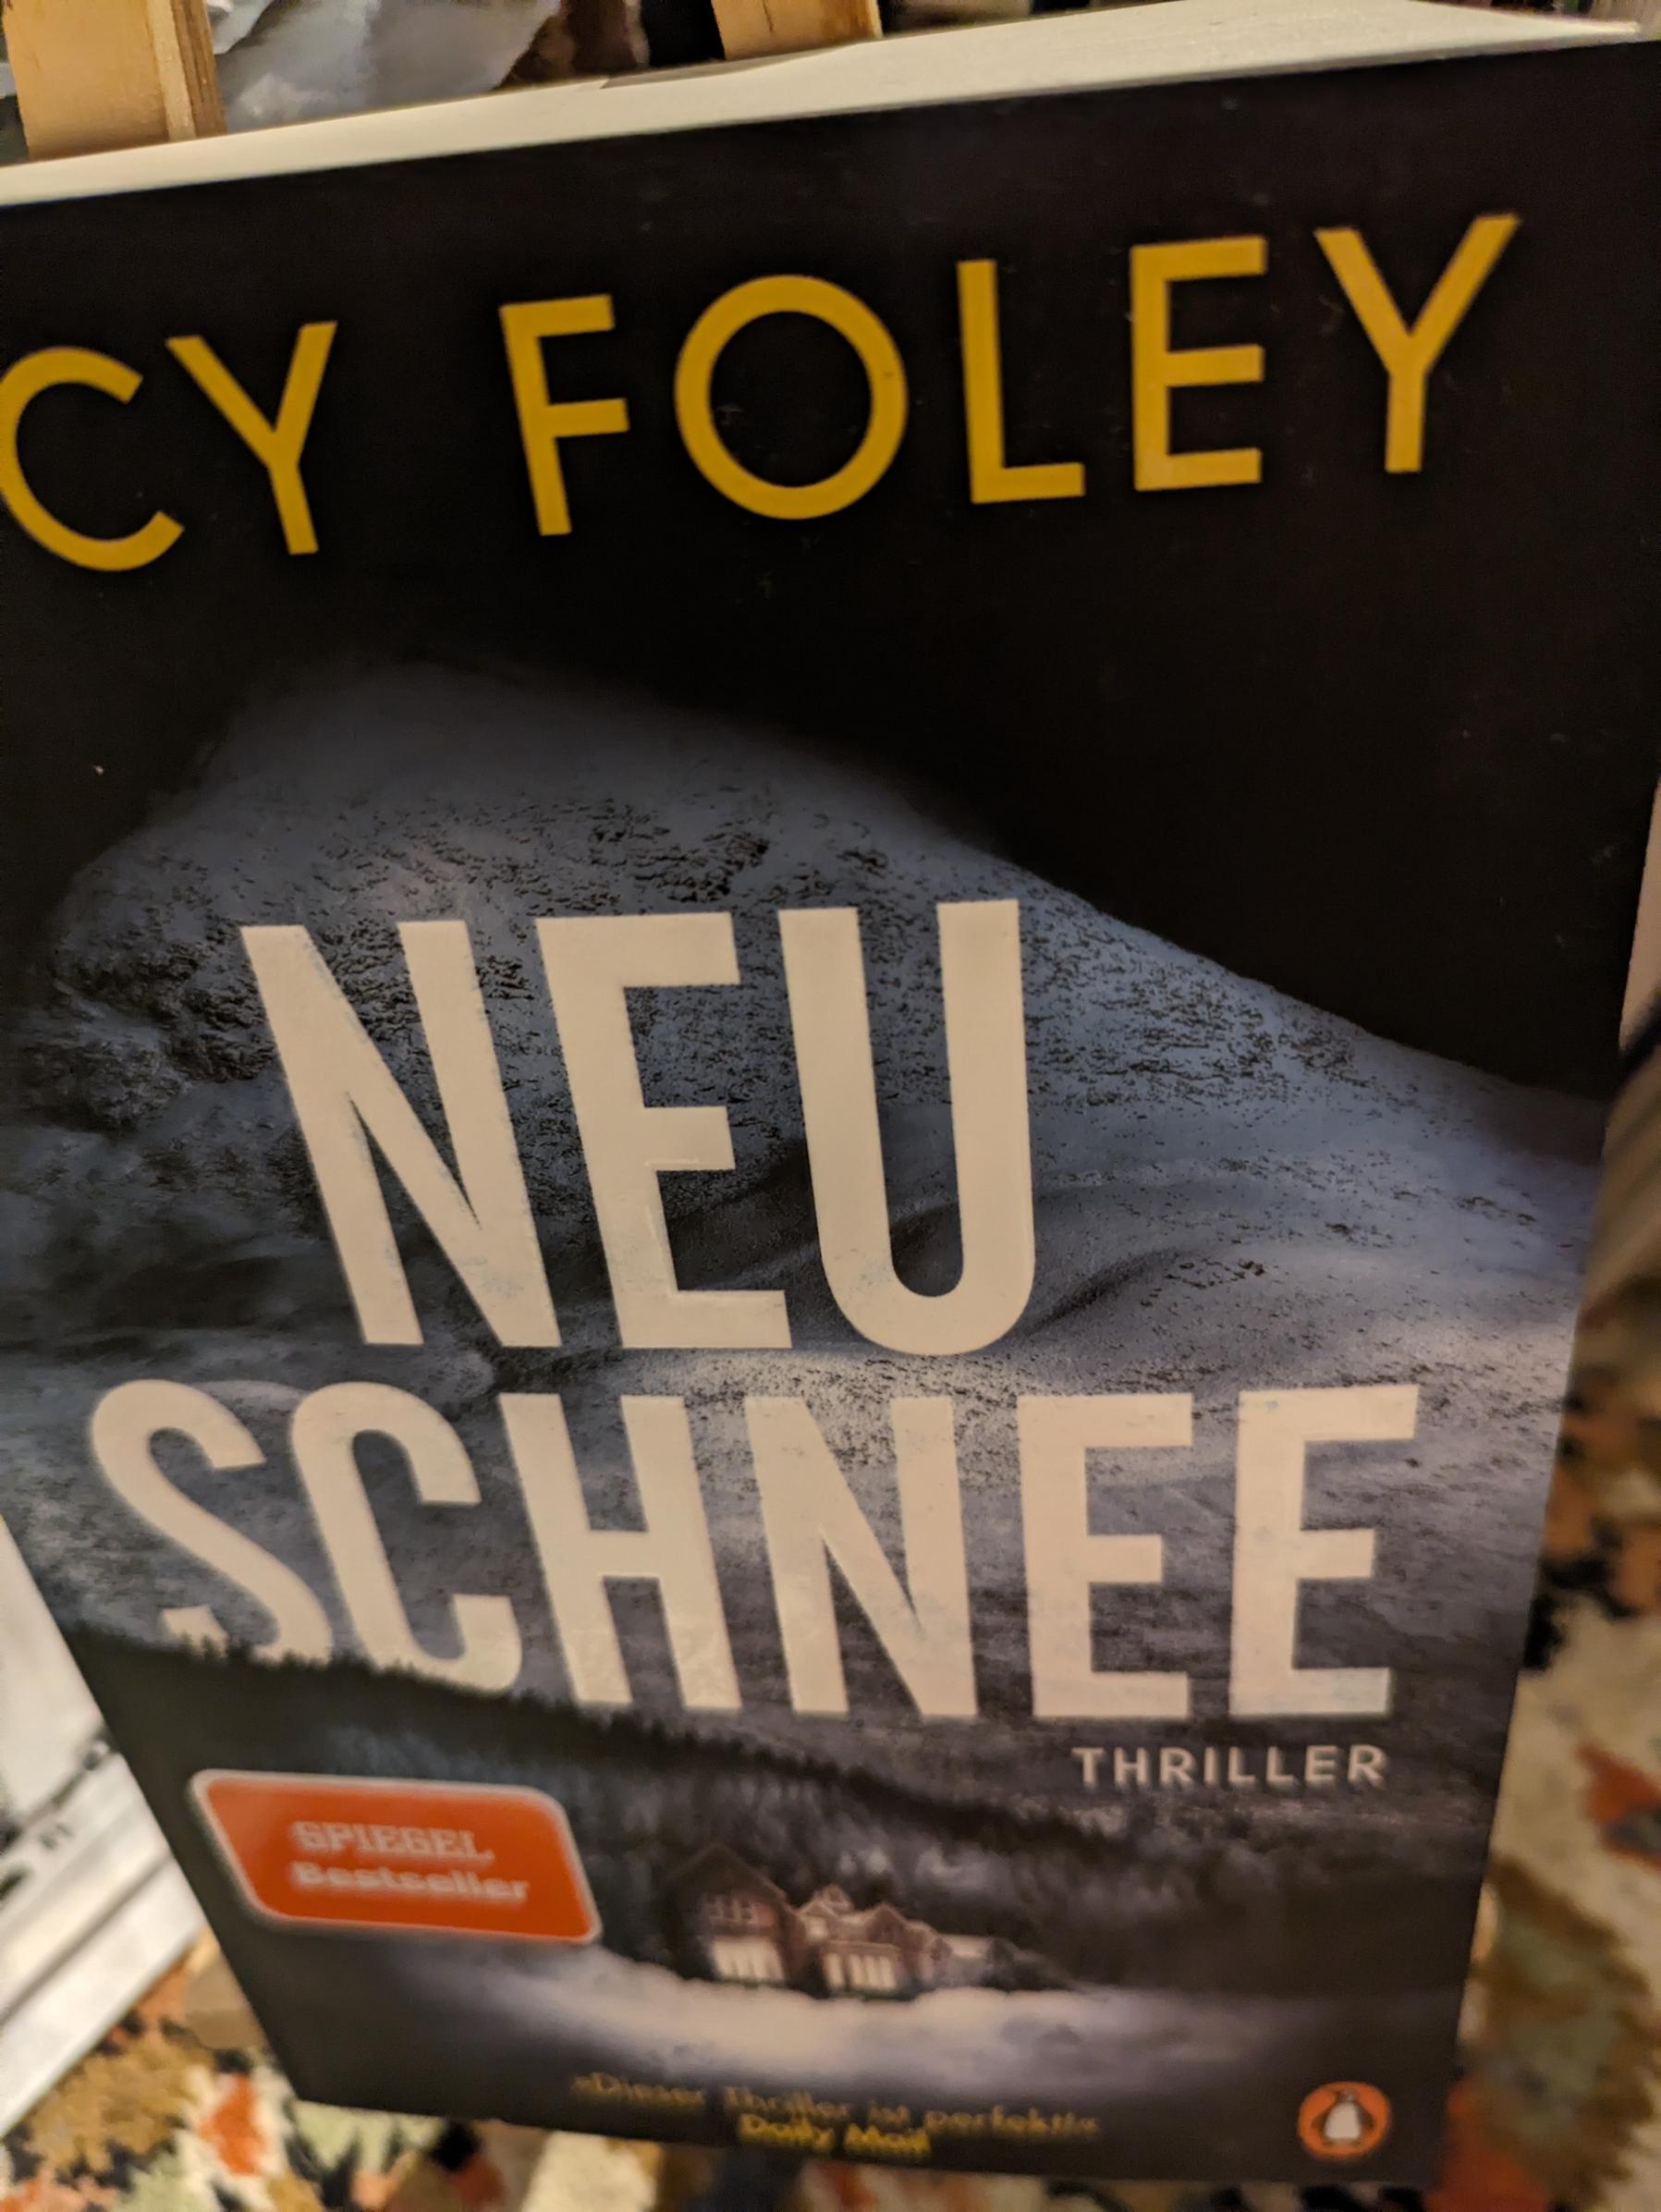 CY FOLEY
NEU
SCHNEE
THRILLER
SPIEGEL
Bestseller
»Dieser Thriller ist perfekt!«
Daily Mail